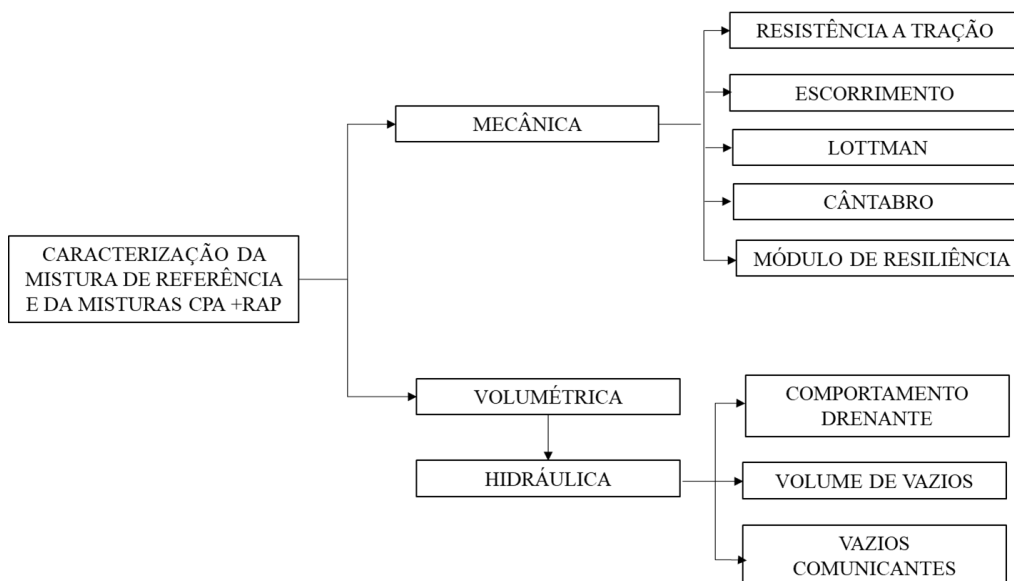 CARACTERIZAÇÃO DA
MISTURA DE REFERÊNCIA
E DA MISTURAS CPA +RAP
MECÂNICA
RESISTÊNCIA A TRAÇÃO
ESCORRIMENTO
LOTTMAN
CÂNTABRO
MÓDULO DE RESILIÊNCIA
VOLUMÉTRICA
HIDRÁULICA
COMPORTAMENTO
DRENANTE
VOLUME DE VAZIOS
VAZIOS
COMUNICANTES